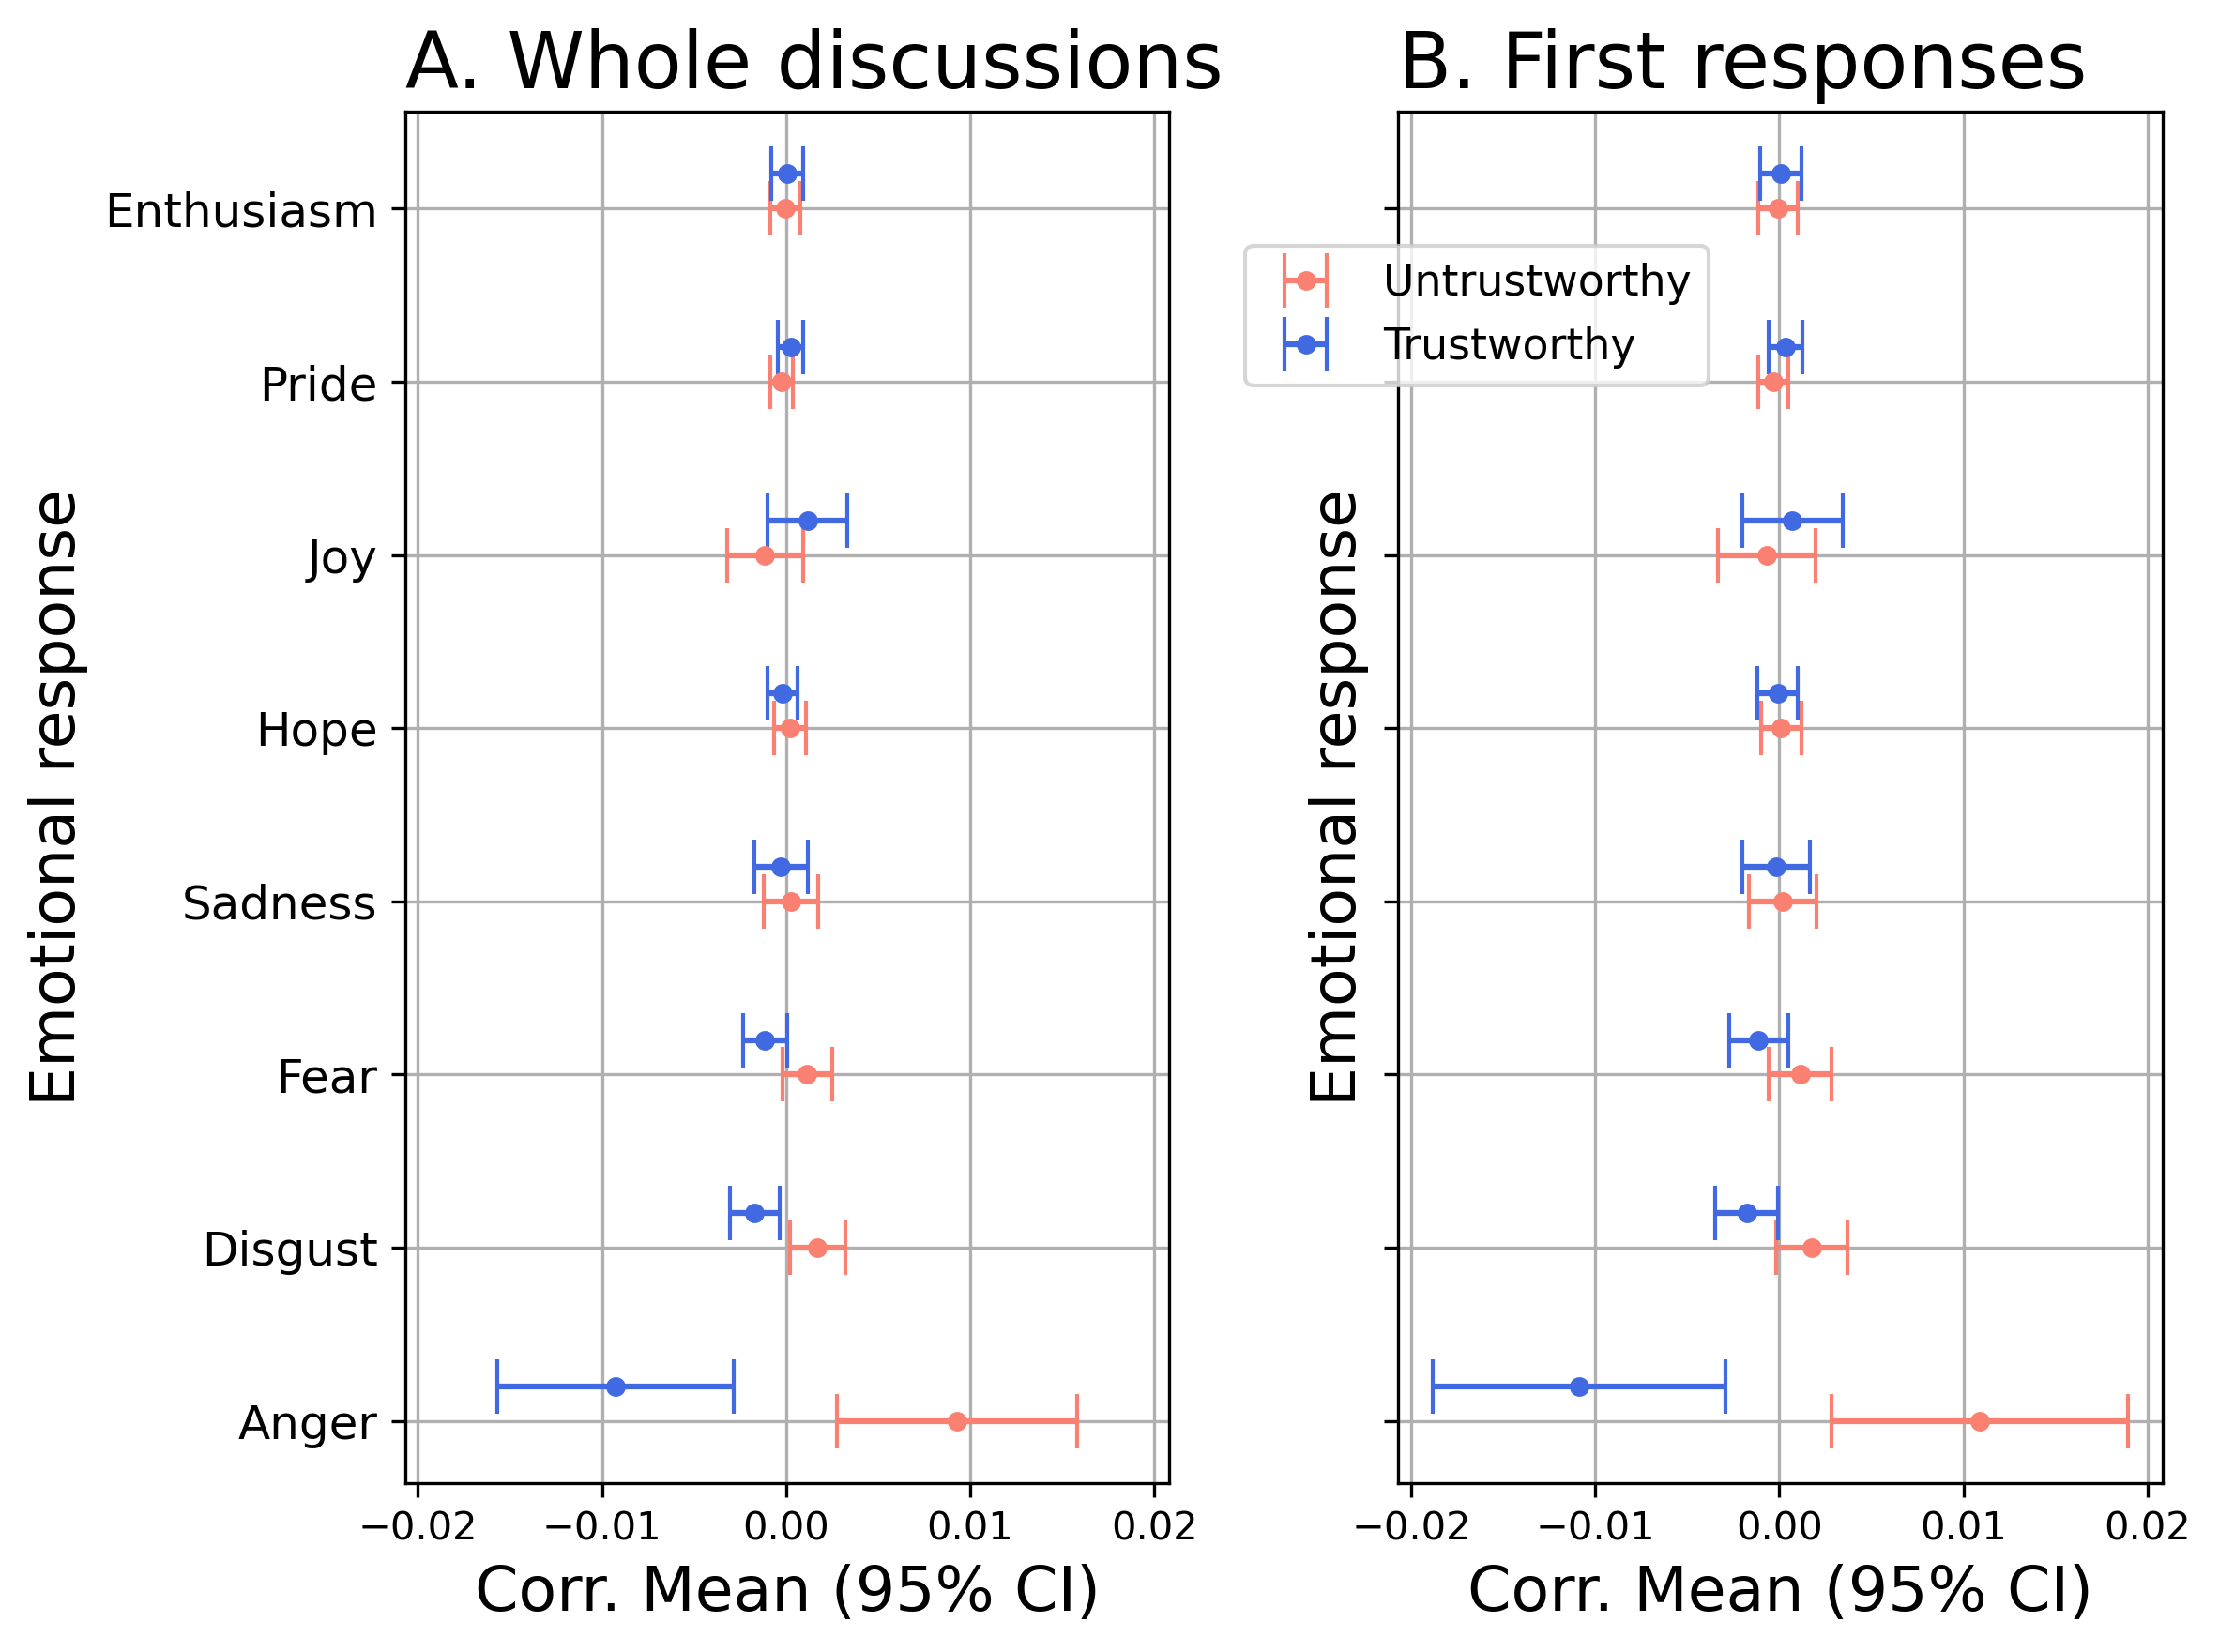 A. Whole discussions
Emotional response
Enthusiasm
Pride
Joy
Hope
Sadness
Fear
Disgust
Anger
−0.02 −0.01 0.00 0.01 0.02
Corr. Mean (95% CI)
B. First responses
Untrustworthy
Trustworthy
Emotional response
−0.02 −0.01 0.00 0.01 0.02
Corr. Mean (95% CI)